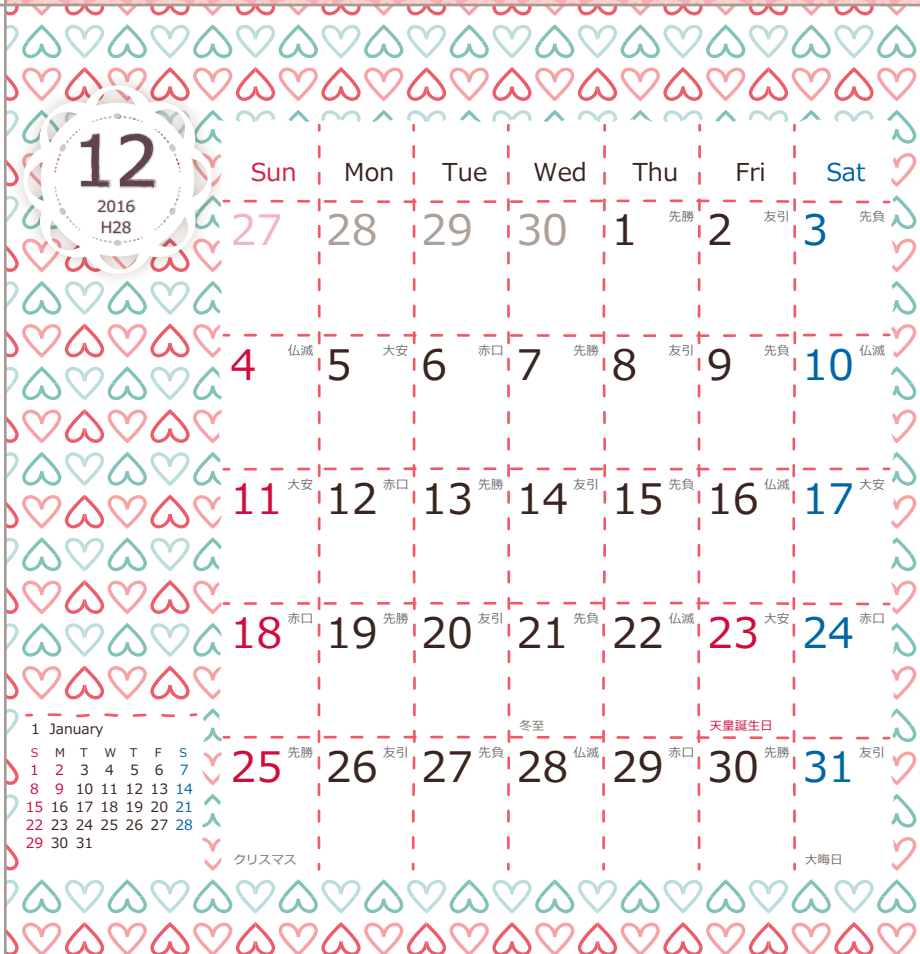 12
2016
H28
Sun Mon Tue Wed Thu Fri Sat
27 28 29 30 1 先勝 2 友引 3 先負
4 仏滅 5 大安 6 赤口 7 先勝 8 友引 9 先負 10 仏滅
11 大安 12 赤口 13 先勝 14 友引 15 先負 16 仏滅 17 大安
18 赤口 19 先勝 20 友引 21 先負 22 仏滅 23 大安 24 赤口
冬至 天皇誕生日
25 先勝 26 友引 27 先負 28 仏滅 29 赤口 30 先勝 31 友引
クリスマス 大晦日
1 January
S M T W T F S
1 2 3 4 5 6 7
8 9 10 11 12 13 14
15 16 17 18 19 20 21
22 23 24 25 26 27 28
29 30 31